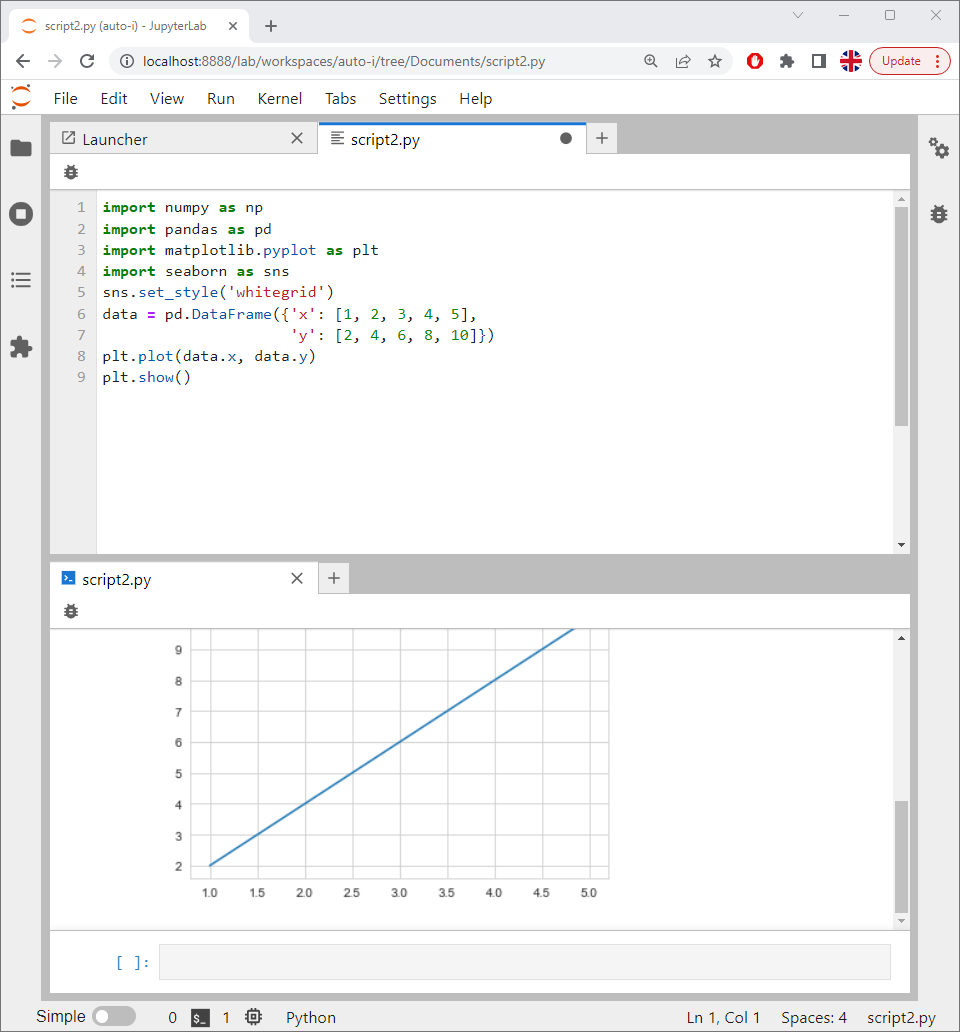 script2.py (auto-i) - JupyterLab
localhost:8888/lab/workspaces/auto-i/tree/Documents/script2.py
Update
File Edit View Run Kernel Tabs Settings Help
Launcher
script2.py
1 import numpy as np
2 import pandas as pd
3 import matplotlib.pyplot as plt
4 import seaborn as sns
5 sns.set_style('whitegrid')
6 data = pd.DataFrame({'x': [1, 2, 3, 4, 5],
7                      'y': [2, 4, 6, 8, 10]})
8 plt.plot(data.x, data.y)
9 plt.show()
script2.py
9
8
7
6
5
4
3
2
1.0 1.5 2.0 2.5 3.0 3.5 4.0 4.5 5.0
[ ]:
Simple 0 $_ 1 Python Ln 1, Col 1 Spaces: 4 script2.py